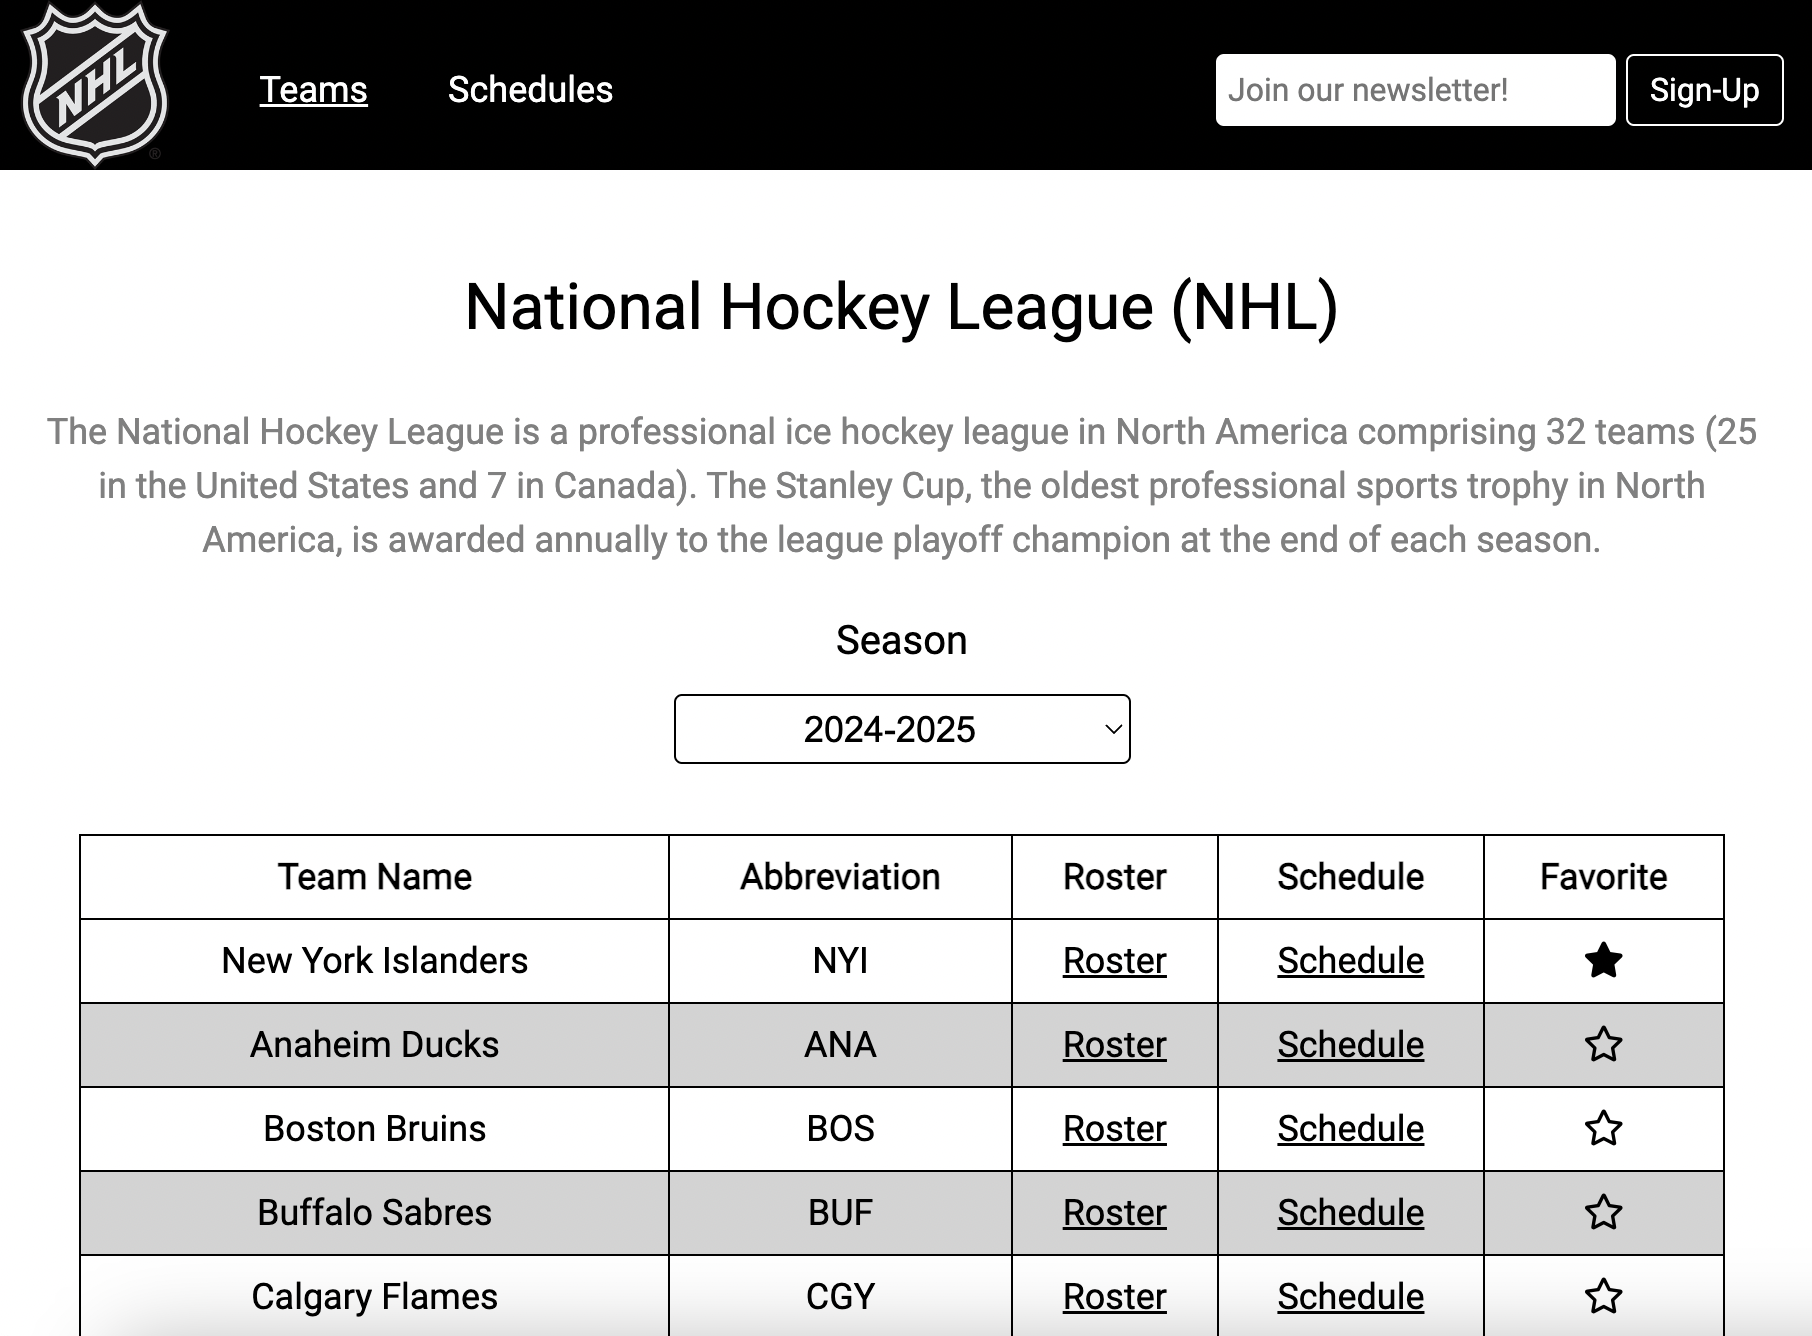 NHL
®
Teams Schedules Join our newsletter! Sign-Up
National Hockey League (NHL)
The National Hockey League is a professional ice hockey league in North America comprising 32 teams (25
in the United States and 7 in Canada). The Stanley Cup, the oldest professional sports trophy in North
America, is awarded annually to the league playoff champion at the end of each season.
Season
2024-2025
Team Name Abbreviation Roster Schedule Favorite
New York Islanders NYI Roster Schedule
Anaheim Ducks ANA Roster Schedule
Boston Bruins BOS Roster Schedule
Buffalo Sabres BUF Roster Schedule
Calgary Flames CGY Roster Schedule